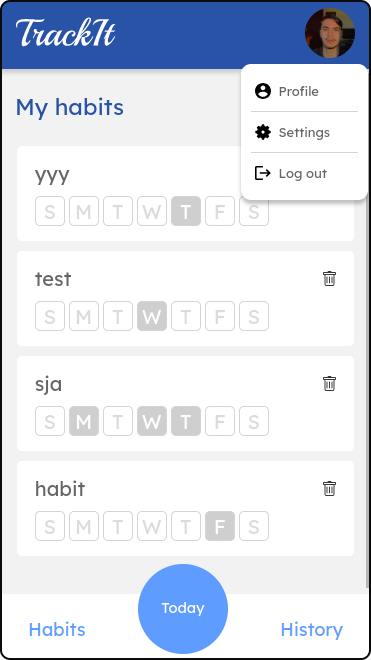 TrackIt
Profile
My habits
Settings
yyy
Log out
S M T W T F S
test
S M T W T F S
sja
S M T W T F S
habit
S M T W T F S
Today
Habits
History